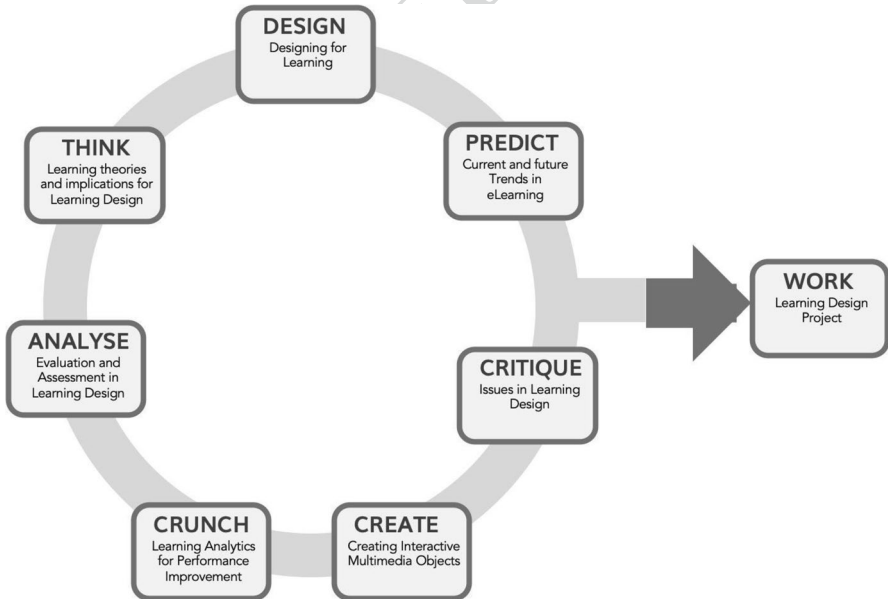 DESIGN
Designing for
Learning
THINK
Learning theories
and implications for
Learning Design
PREDICT
Current and future
Trends in
eLearning
WORK
Learning Design
Project
ANALYSE
Evaluation and
Assessment in
Learning Design
CRITIQUE
Issues in Learning
Design
CRUNCH
Learning Analytics
for Performance
Improvement
CREATE
Creating Interactive
Multimedia Objects